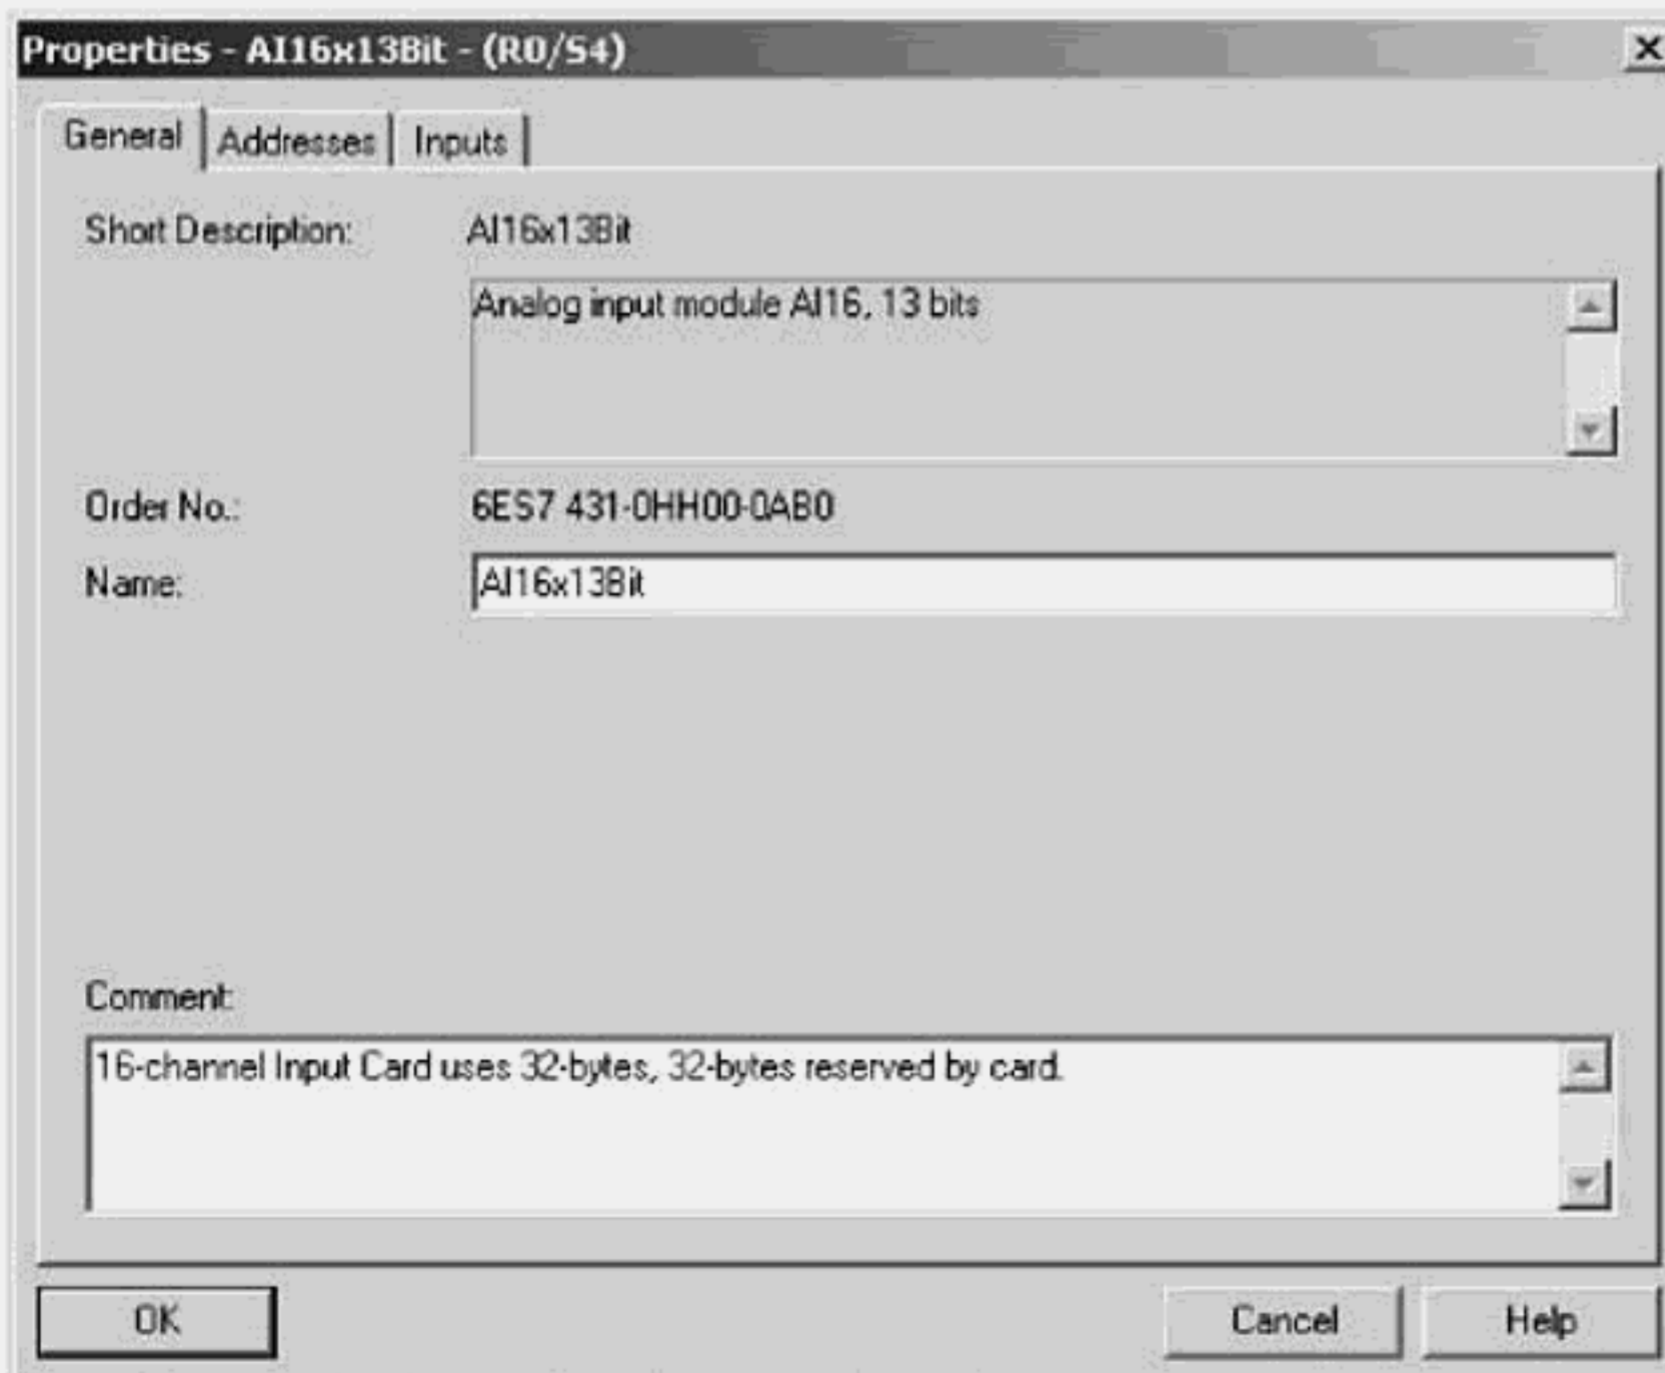 Properties - AI16x13Bit - (R0/S4)
General Addresses Inputs
Short Description: AI16x13Bit
Analog input module AI16, 13 bits
Order No.: 6ES7 431-0HH00-0AB0
Name: AI16x13Bit
Comment:
16-channel Input Card uses 32-bytes, 32-bytes reserved by card.
OK Cancel Help